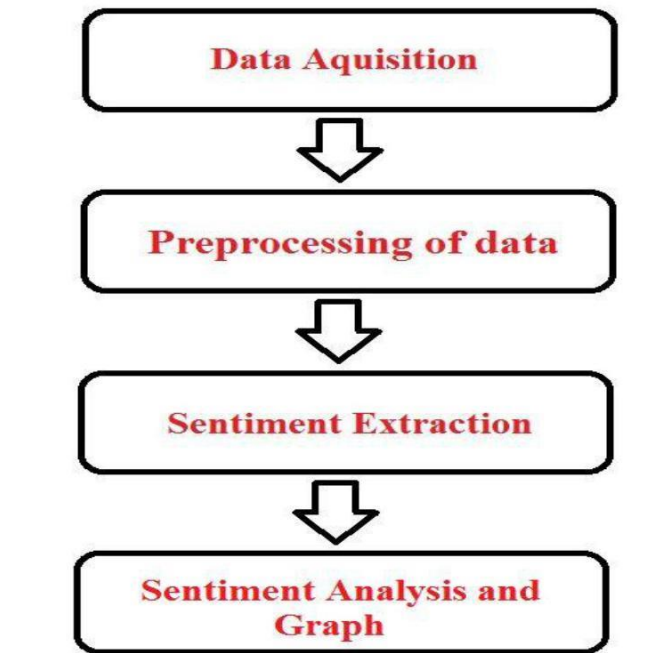 Data Aquisition
Preprocessing of data
Sentiment Extraction
Sentiment Analysis and
Graph